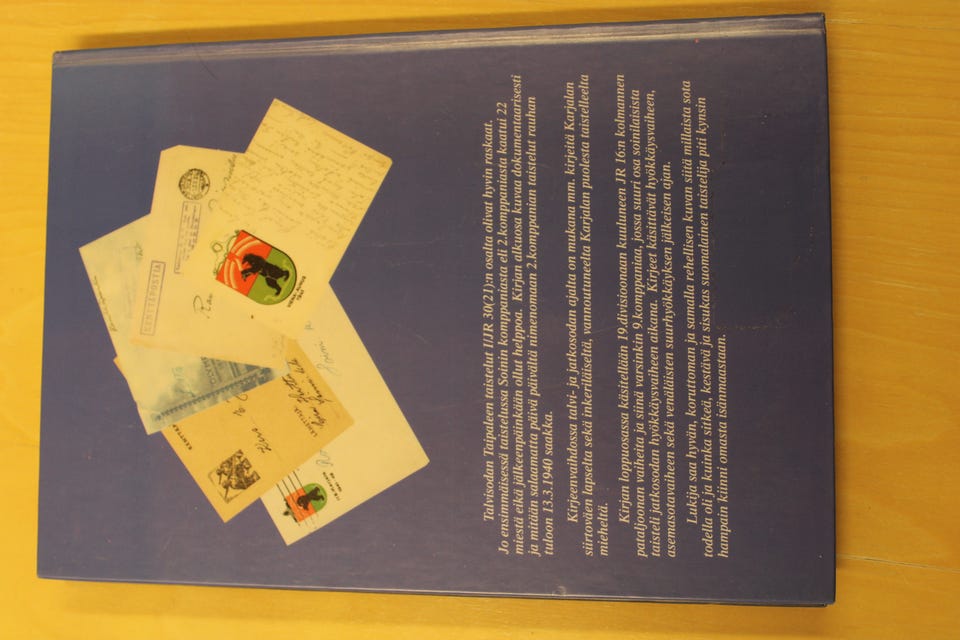 KENTTÄPOSTIA
Talvisodan Taipaleen taistelut II/JR 30(21):n osalta olivat hyvin raskaat.
Jo ensimmäisessä taistelussa Soinin komppaniasta eli 2.komppaniasta kaatui 22
miestä eikä jälkeenpäinkään ollut helppoa. Kirjan alkuosa kuvaa dokumentaarisesti
ja mitään salaamatta päivä päivältä nimenomaan 2.komppanian taistelut rauhan
tuloon 13.3.1940 saakka.
Kirjeenvaihdossa talvi- ja jatkosodan ajalta on mukana mm. kirjeitä Karjalan
siirtoväen lapselta sekä inkeriläiseltä, vannoutuneelta Karjalan puolesta taistelleelta
mieheltä.
Kirjan loppuosassa käsitellään 19.divisioonaan kuuluneen JR 16:n kolmannen
pataljoonan vaiheita ja siinä varsinkin 9.komppaniaa, jossa suuri osa soinilaisista
taisteli jatkosodan hyökkäysvaiheen aikana. Kirjeet käsittävät hyökkäysvaiheen,
asemasotavaiheen sekä venäläisten suurhyökkäyksen jälkeisen ajan.
Lukija saa hyvän, koruttoman ja samalla rehellisen kuvan siitä millaista sota
todella oli ja kuinka sitkeä, kestävä ja sisukas suomalainen taistelija piti kynsin
hampain kiinni omasta isänmaastaan.